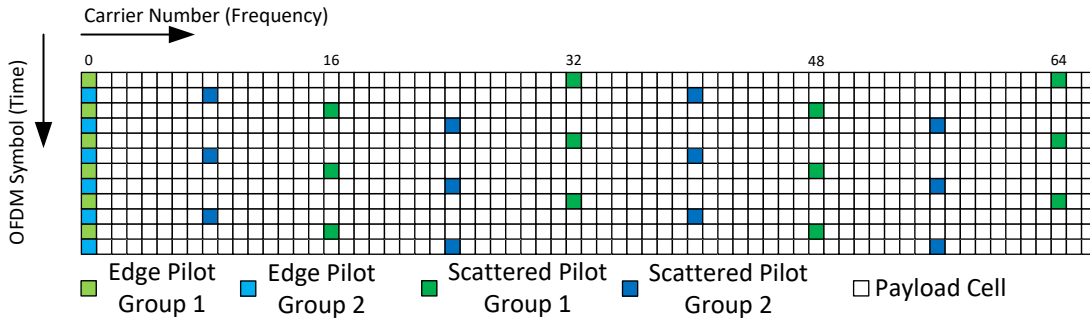 Carrier Number (Frequency)
OFDM Symbol (Time)
0 16 32 48 64
Edge Pilot
Group 1
Edge Pilot
Group 2
Scattered Pilot
Group 1
Scattered Pilot
Group 2
Payload Cell